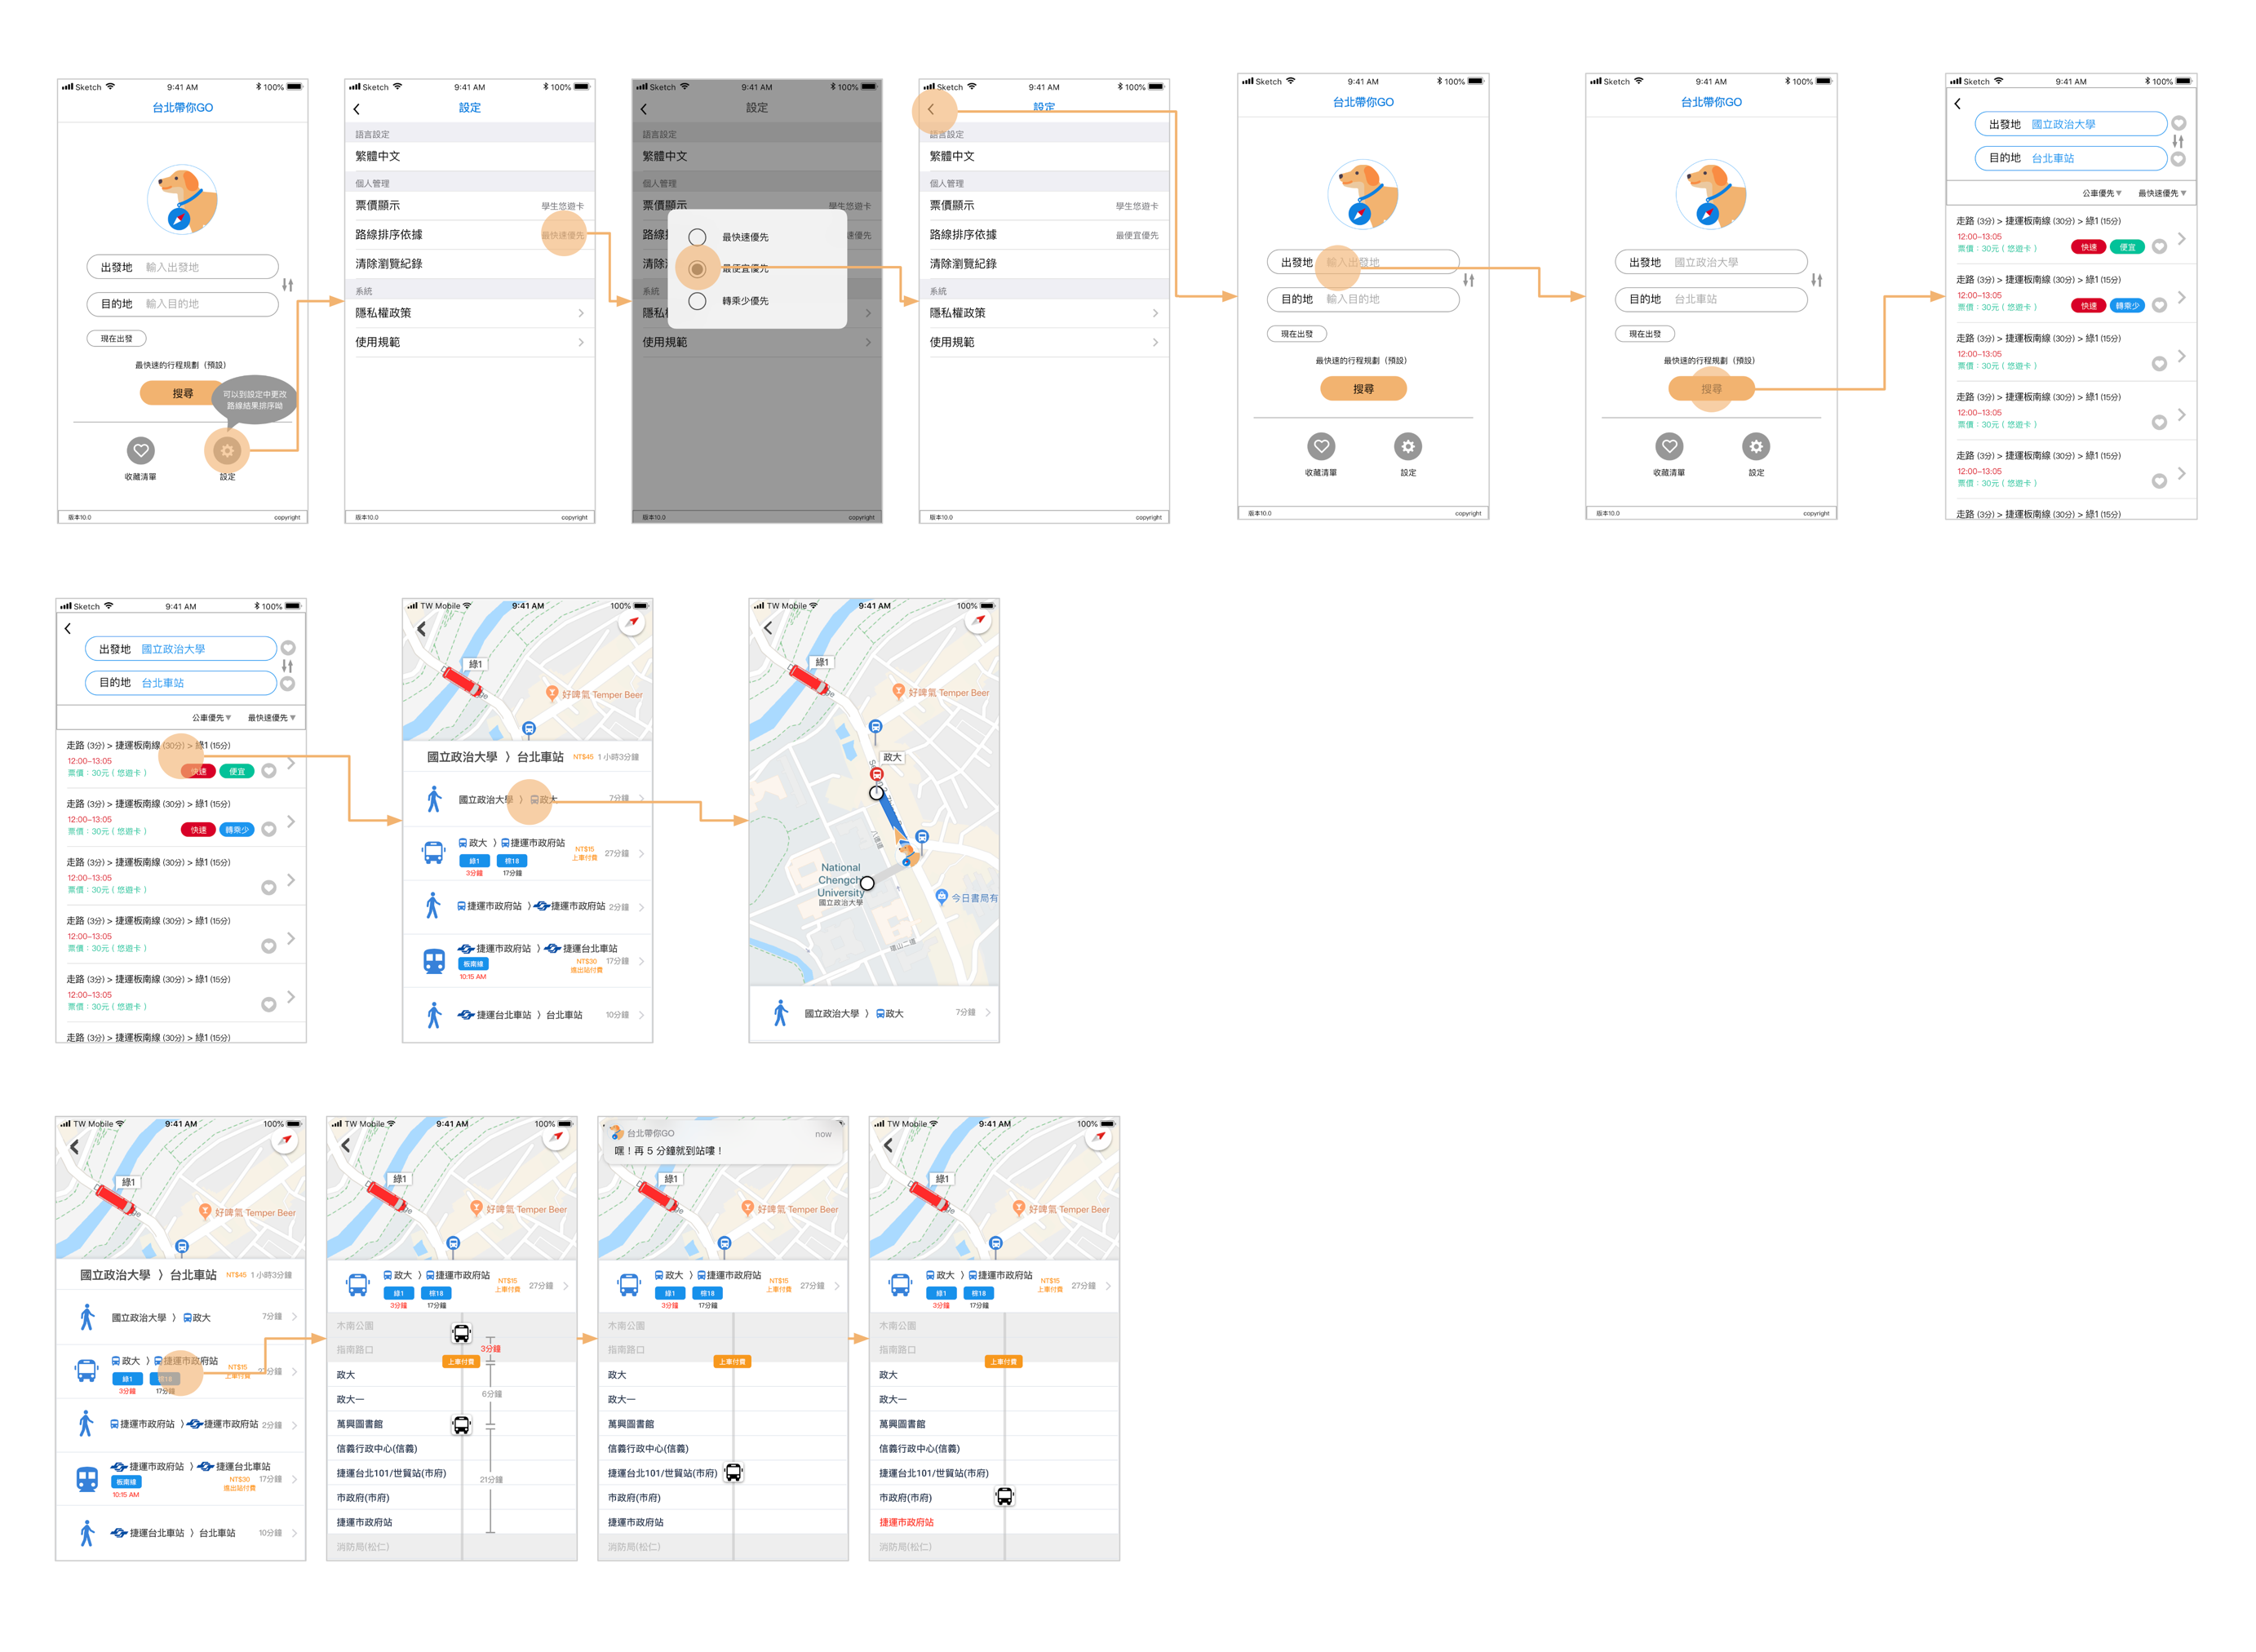 Sketch 9:41 AM 100%
台北帶你GO
出發地 輸入出發地
目的地 輸入目的地
現在出發
最快速的行程規劃（預設）
搜尋
可以到設定中更改
路線結果排序呦
收藏清單 設定
版本10.0 copyright
Sketch 9:41 AM 100%
設定
語言設定
繁體中文
個人管理
票價顯示 學生悠遊卡
路線排序依據 最快速優先
清除瀏覽紀錄
系統
隱私權政策
使用規範
版本10.0 copyright
Sketch 9:41 AM 100%
設定
語言設定
繁體中文
個人管理
票價顯示 學生悠遊卡
路線 速優先
清除
系統
隱私
使用規範
最快速優先
最便宜優先
轉乘少優先
版本10.0 copyright
Sketch 9:41 AM 100%
設定
語言設定
繁體中文
個人管理
票價顯示 學生悠遊卡
路線排序依據 最便宜優先
清除瀏覽紀錄
系統
隱私權政策
使用規範
版本10.0 copyright
Sketch 9:41 AM 100%
台北帶你GO
出發地 輸入出發地
目的地 輸入目的地
現在出發
最快速的行程規劃（預設）
搜尋
收藏清單 設定
版本10.0 copyright
Sketch 9:41 AM 100%
台北帶你GO
出發地 國立政治大學
目的地 台北車站
現在出發
最快速的行程規劃（預設）
搜尋
收藏清單 設定
版本10.0 copyright
Sketch 9:41 AM 100%
出發地 國立政治大學
目的地 台北車站
公車優先▼ 最快速優先▼
走路 (3分) > 捷運板南線 (30分) > 綠1 (15分)
12:00–13:05
票價：30元 ( 悠遊卡 ) 快速 便宜
走路 (3分) > 捷運板南線 (30分) > 綠1 (15分)
12:00–13:05
票價：30元 ( 悠遊卡 ) 快速 轉乘少
走路 (3分) > 捷運板南線 (30分) > 綠1 (15分)
12:00–13:05
票價：30元 ( 悠遊卡 )
走路 (3分) > 捷運板南線 (30分) > 綠1 (15分)
12:00–13:05
票價：30元 ( 悠遊卡 )
走路 (3分) > 捷運板南線 (30分) > 綠1 (15分)
12:00–13:05
票價：30元 ( 悠遊卡 )
走路 (3分) > 捷運板南線 (30分) > 綠1 (15分)
Sketch 9:41 AM 100%
出發地 國立政治大學
目的地 台北車站
公車優先▼ 最快速優先▼
走路 (3分) > 捷運板南線 (30分) > 綠1 (15分)
12:00–13:05
票價：30元 ( 悠遊卡 ) 快速 便宜
走路 (3分) > 捷運板南線 (30分) > 綠1 (15分)
12:00–13:05
票價：30元 ( 悠遊卡 ) 快速 轉乘少
走路 (3分) > 捷運板南線 (30分) > 綠1 (15分)
12:00–13:05
票價：30元 ( 悠遊卡 )
走路 (3分) > 捷運板南線 (30分) > 綠1 (15分)
12:00–13:05
票價：30元 ( 悠遊卡 )
走路 (3分) > 捷運板南線 (30分) > 綠1 (15分)
12:00–13:05
票價：30元 ( 悠遊卡 )
走路 (3分) > 捷運板南線 (30分) > 綠1 (15分)
TW Mobile 9:41 AM 100%
綠1
好啤氣 Temper Beer
國立政治大學 〉台北車站 NT$45 1 小時3分鐘
國立政治大學 〉政大 7分鐘
政大 〉捷運市政府站 NT$15 27分鐘
綠1 棕18 上車付費
3分鐘 17分鐘
捷運市政府站 〉捷運市政府站 2分鐘
捷運市政府站 〉捷運台北車站
板南線 NT$30 17分鐘
10:15 AM 進出站付費
捷運台北車站 〉台北車站 10分鐘
TW Mobile 9:41 AM 100%
綠1
好啤氣 Temper Beer
政大
National
Chengchi
University
國立政治大學
今日書局有
國立政治大學 〉政大 7分鐘
TW Mobile 9:41 AM 100%
綠1
好啤氣 Temper Beer
國立政治大學 〉台北車站 NT$45 1 小時3分鐘
國立政治大學 〉政大 7分鐘
政大 〉捷運市政府站 NT$15 27分鐘
綠1 棕18 上車付費
3分鐘 17分鐘
捷運市政府站 〉捷運市政府站 2分鐘
捷運市政府站 〉捷運台北車站
板南線 NT$30 17分鐘
10:15 AM 進出站付費
捷運台北車站 〉台北車站 10分鐘
TW Mobile 9:41 AM 100%
綠1
好啤氣 Temper Beer
政大 〉捷運市政府站 NT$15 27分鐘
綠1 棕18 上車付費
3分鐘 17分鐘
木南公園
指南路口 3分鐘
上車付費
政大
政大一 6分鐘
萬興圖書館
信義行政中心(信義)
捷運台北101/世貿站(市府) 21分鐘
市政府(市府)
捷運市政府站
消防局(松仁)
台北帶你GO now
嘿！再 5 分鐘就到站嘍！
綠1
好啤氣 Temper Beer
政大 〉捷運市政府站 NT$15 27分鐘
綠1 棕18 上車付費
3分鐘 17分鐘
木南公園
指南路口
上車付費
政大
政大一
萬興圖書館
信義行政中心(信義)
捷運台北101/世貿站(市府)
市政府(市府)
捷運市政府站
消防局(松仁)
TW Mobile 9:41 AM 100%
綠1
好啤氣 Temper Beer
政大 〉捷運市政府站 NT$15 27分鐘
綠1 棕18 上車付費
3分鐘 17分鐘
木南公園
指南路口
上車付費
政大
政大一
萬興圖書館
信義行政中心(信義)
捷運台北101/世貿站(市府)
市政府(市府)
捷運市政府站
消防局(松仁)